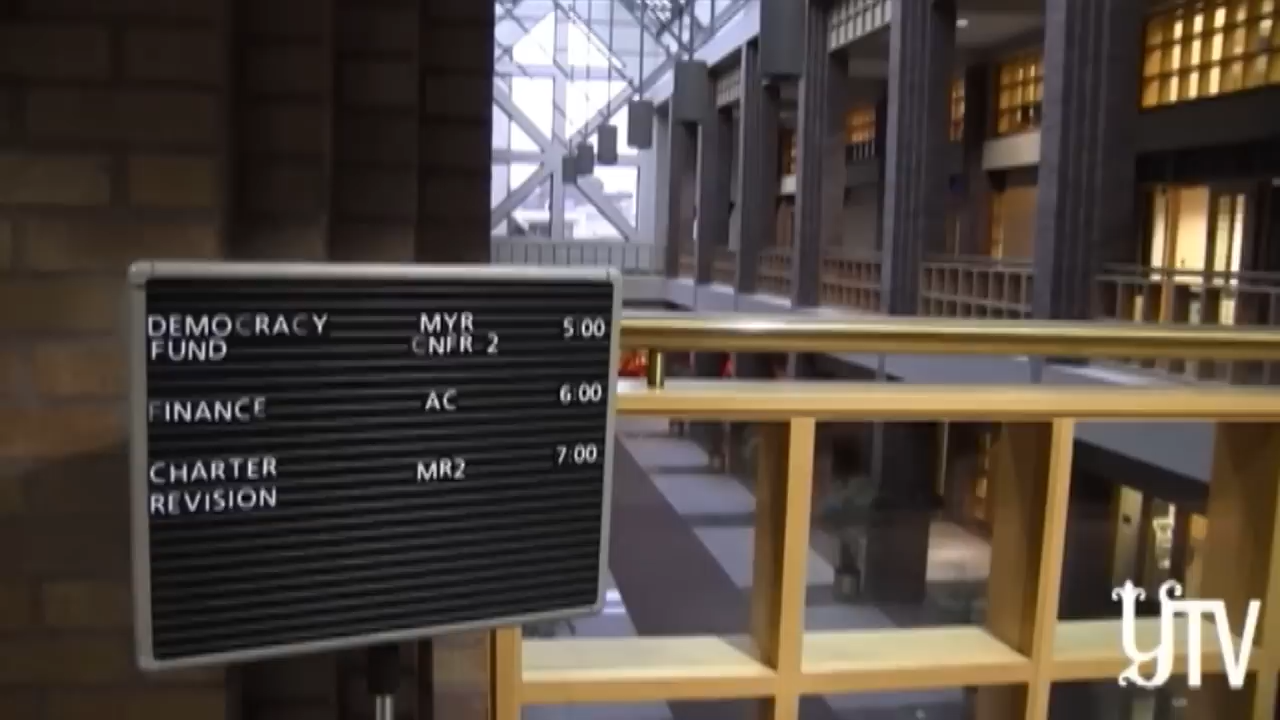 DEMOCRACY MYR 5:00
FUND CNFR 2
FINANCE AC 6:00
CHARTER MR2 7:00
REVISION
YTV